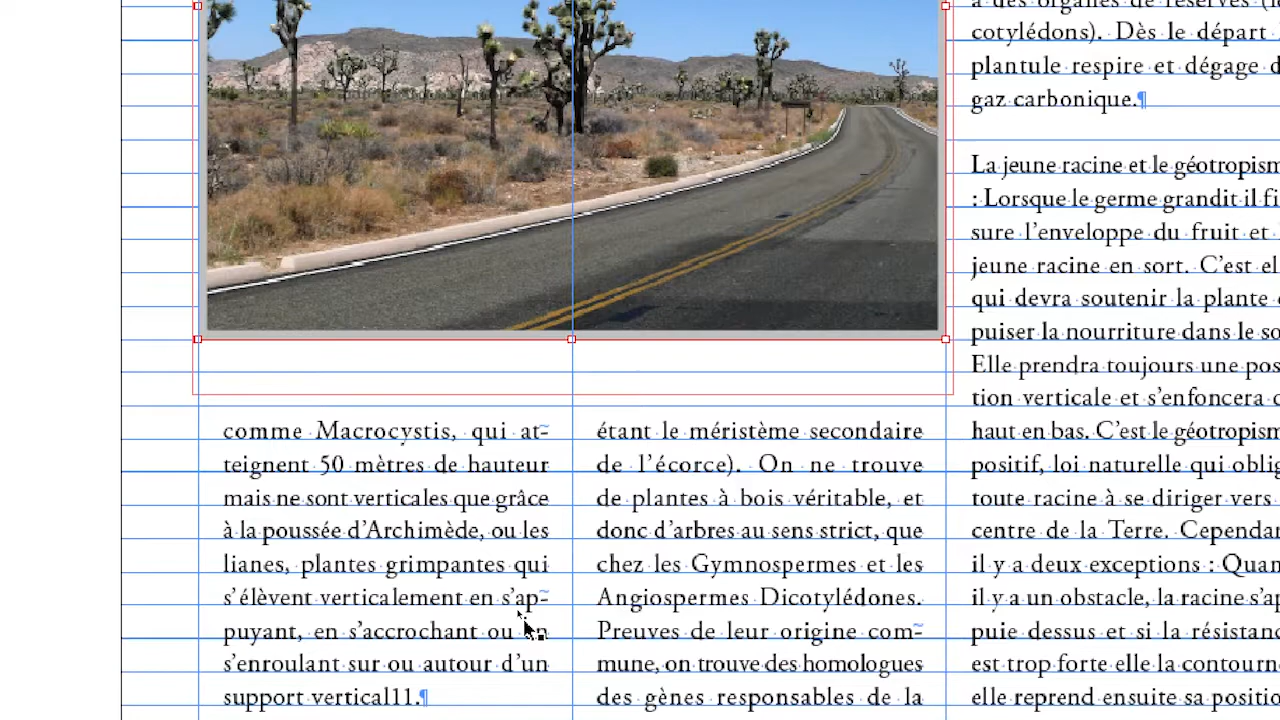 comme Macrocystis, qui at-
teignent 50 mètres de hauteur
mais ne sont verticales que grâce
à la poussée d’Archimède, ou les
lianes, plantes grimpantes qui
s’élèvent verticalement en s’ap-
puyant, en s’accrochant ou en
s’enroulant sur ou autour d’un
support vertical11.¶
étant le méristème secondaire
de l’écorce). On ne trouve
de plantes à bois véritable, et
donc d’arbres au sens strict, que
chez les Gymnospermes et les
Angiospermes Dicotylédones.
Preuves de leur origine com-
mune, on trouve des homologues
des gènes responsables de la
a des organes de réserves
cotylédons). Dès le départ
plantule respire et dégage
gaz carbonique.¶
La jeune racine et le géotropism
: Lorsque le germe grandit il fi
sure l’enveloppe du fruit et
jeune racine en sort. C’est el
qui devra soutenir la plante
puiser la nourriture dans le so
Elle prendra toujours une pos
tion verticale et s’enfoncera
haut en bas. C’est le géotropism
positif, loi naturelle qui oblig
toute racine à se diriger vers
centre de la Terre. Cependan
il y a deux exceptions : Quan
il y a un obstacle, la racine s’ap
puie dessus et si la résistanc
est trop forte elle la contourn
elle reprend ensuite sa positio